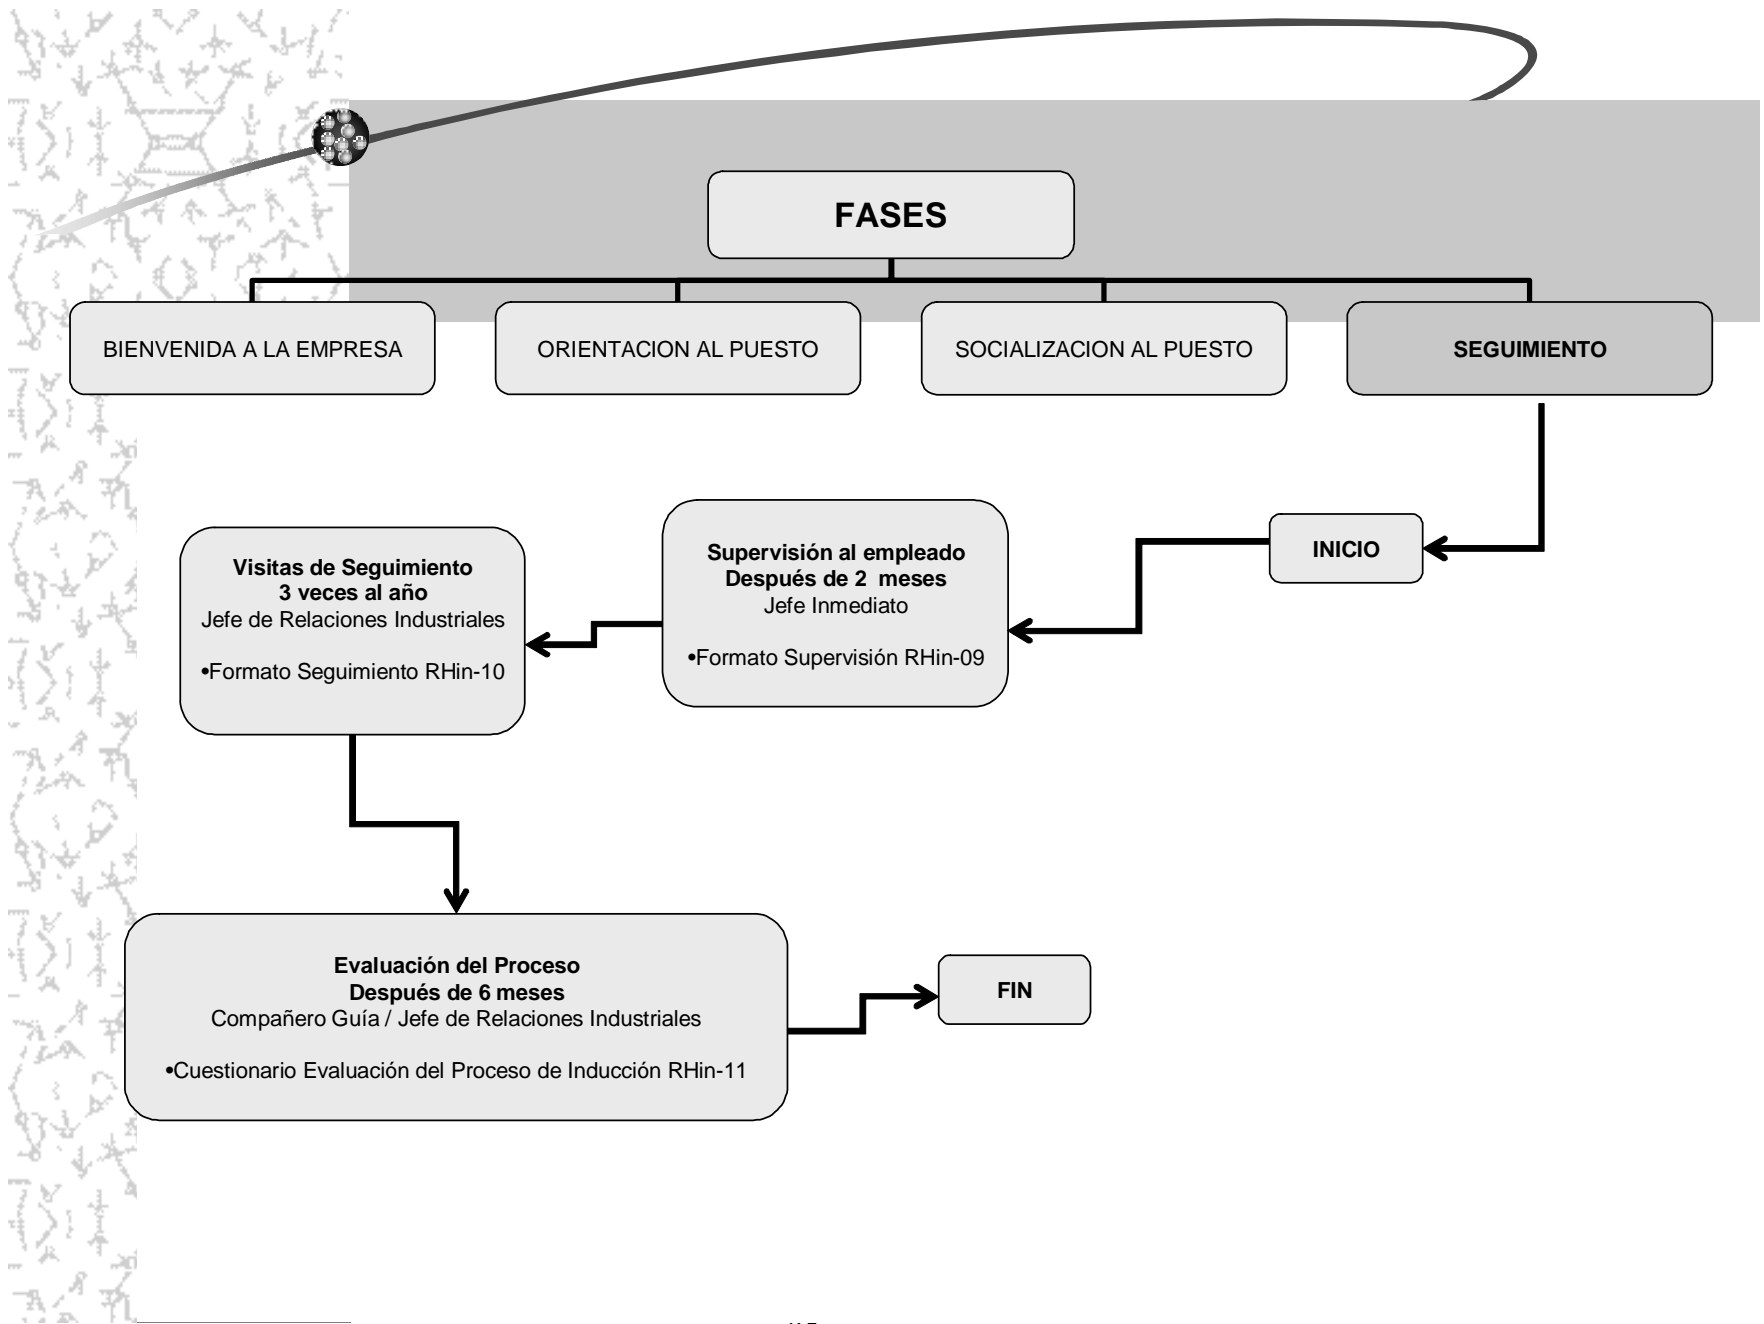 FASES
BIENVENIDA A LA EMPRESA
ORIENTACION AL PUESTO
SOCIALIZACION AL PUESTO
SEGUIMIENTO
INICIO
Supervisión al empleado
Después de 2 meses
Jefe Inmediato
•Formato Supervisión RHin-09
Visitas de Seguimiento
3 veces al año
Jefe de Relaciones Industriales
•Formato Seguimiento RHin-10
Evaluación del Proceso
Después de 6 meses
Compañero Guía / Jefe de Relaciones Industriales
•Cuestionario Evaluación del Proceso de Inducción RHin-11
FIN